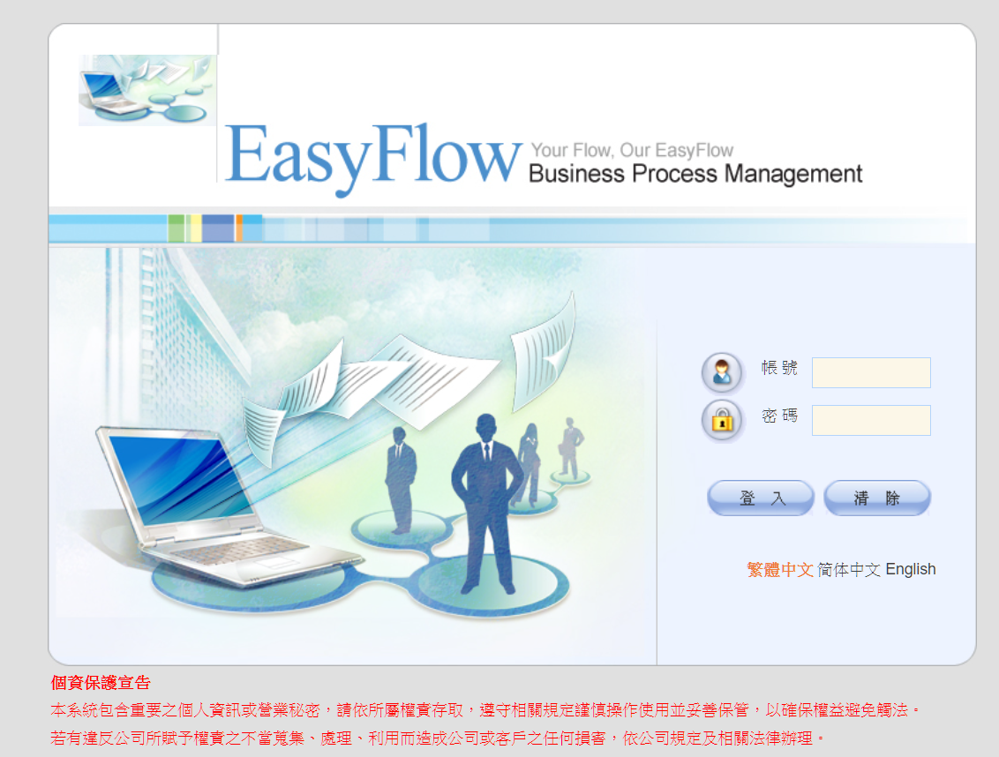 EasyFlow
Your Flow, Our EasyFlow
Business Process Management
帳 號
密 碼
登 入 清 除
繁體中文 简体中文 English
個資保護宣告
本系統包含重要之個人資訊或營業秘密，請依所屬權責存取，遵守相關規定謹慎操作使用並妥善保管，以確保權益避免觸法。
若有違反公司所賦予權責之不當蒐集、處理、利用而造成公司或客戶之任何損害，依公司規定及相關法律辦理。